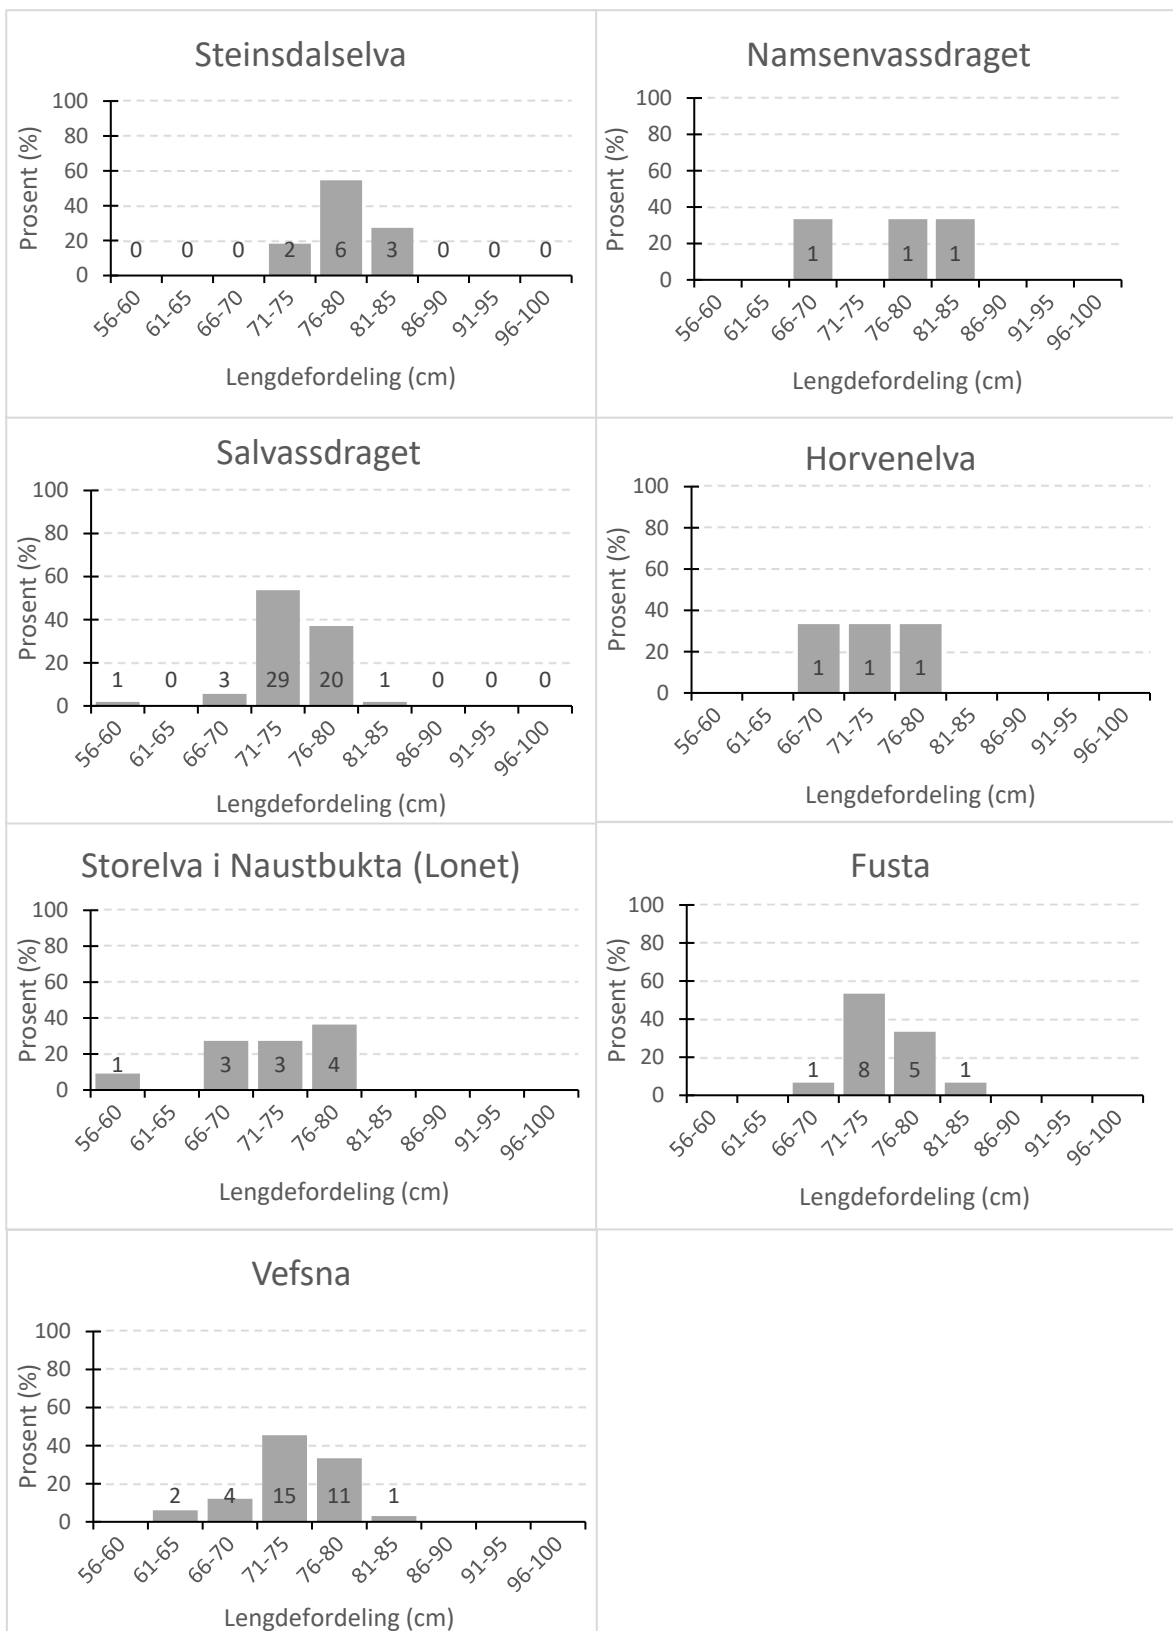 Steinsdalselva
Prosent (%)
100
80
60
40
20
0
0 0 0 2 6 3 0 0 0
56-60 61-65 66-70 71-75 76-80 81-85 86-90 91-95 96-100
Lengdefordeling (cm)
Namsenvassdraget
Prosent (%)
100
80
60
40
20
0
1 1 1
56-60 61-65 66-70 71-75 76-80 81-85 86-90 91-95 96-100
Lengdefordeling (cm)
Salvassdraget
Prosent (%)
100
80
60
40
20
0
1 0 3 29 20 1 0 0 0
56-60 61-65 66-70 71-75 76-80 81-85 86-90 91-95 96-100
Lengdefordeling (cm)
Horvenelva
Prosent (%)
100
80
60
40
20
0
1 1 1
56-60 61-65 66-70 71-75 76-80 81-85 86-90 91-95 96-100
Lengdefordeling (cm)
Storelva i Naustbukta (Lonet)
Prosent (%)
100
80
60
40
20
0
1 3 3 4
56-60 61-65 66-70 71-75 76-80 81-85 86-90 91-95 96-100
Lengdefordeling (cm)
Fusta
Prosent (%)
100
80
60
40
20
0
1 8 5 1
56-60 61-65 66-70 71-75 76-80 81-85 86-90 91-95 96-100
Lengdefordeling (cm)
Vefsna
Prosent (%)
100
80
60
40
20
0
2 4 15 11 1
56-60 61-65 66-70 71-75 76-80 81-85 86-90 91-95 96-100
Lengdefordeling (cm)